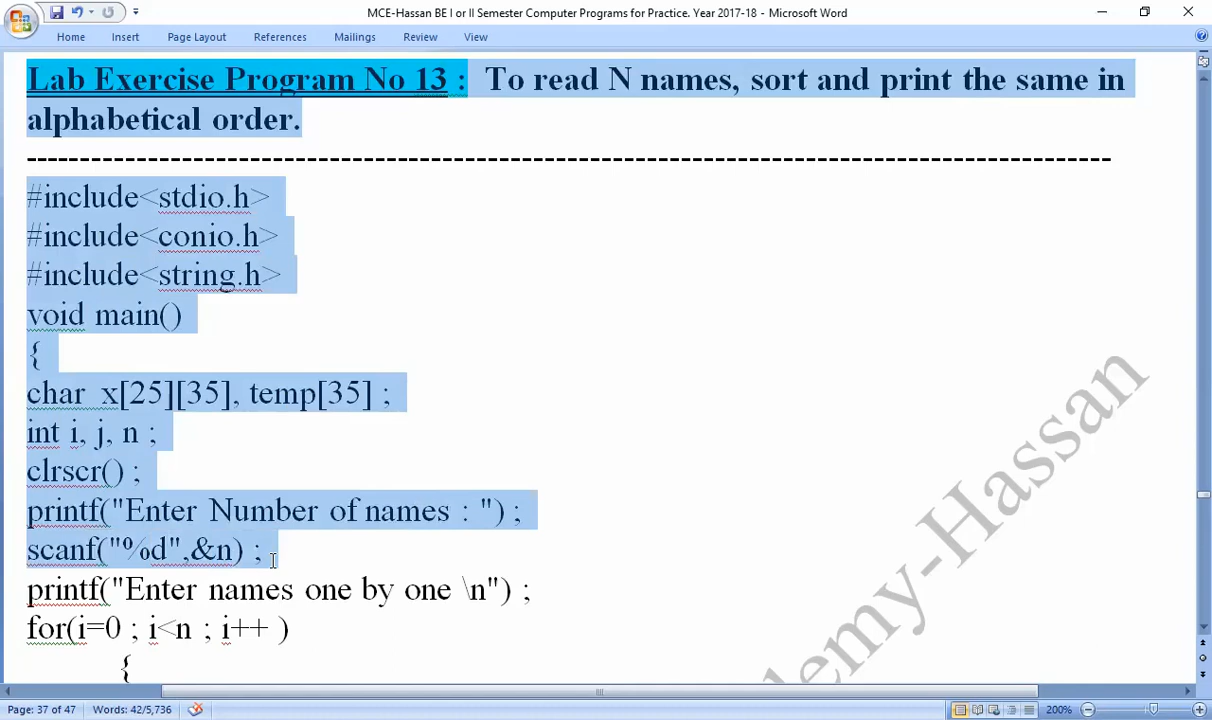 MCE-Hassan BE I or II Semester Computer Programs for Practice. Year 2017-18 - Microsoft Word
Home Insert Page Layout References Mailings Review View
Lab Exercise Program No 13 : To read N names, sort and print the same in
alphabetical order.
--------------------------------------------------------------------------------------------------------
#include<stdio.h>
#include<conio.h>
#include<string.h>
void main()
{
char x[25][35], temp[35] ;
int i, j, n ;
clrscr() ;
printf("Enter Number of names : ") ;
scanf("%d",&n) ;
printf("Enter names one by one \n") ;
for(i=0 ; i<n ; i++ )
{
demy-Hassan
Page: 37 of 47 Words: 42/5,736 200%